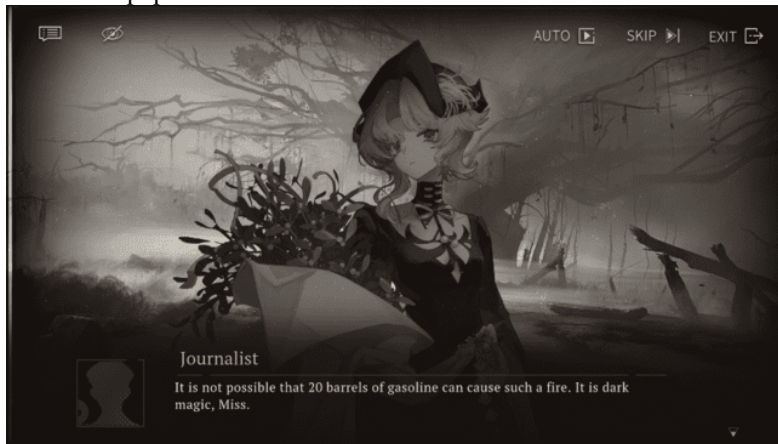 AUTO SKIP EXIT
Journalist
It is not possible that 20 barrels of gasoline can cause such a fire. It is dark
magic, Miss.